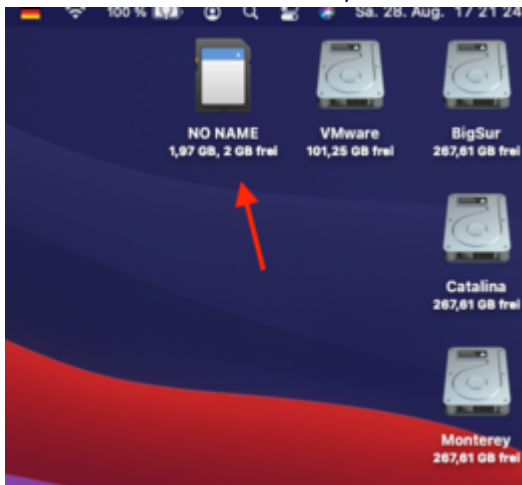 100 % Sa. 28. Aug. 17 21 24
NO NAME
1,97 GB, 2 GB frei
VMware
101,25 GB frei
BigSur
267,61 GB frei
Catalina
267,61 GB frei
Monterey
267,61 GB frei